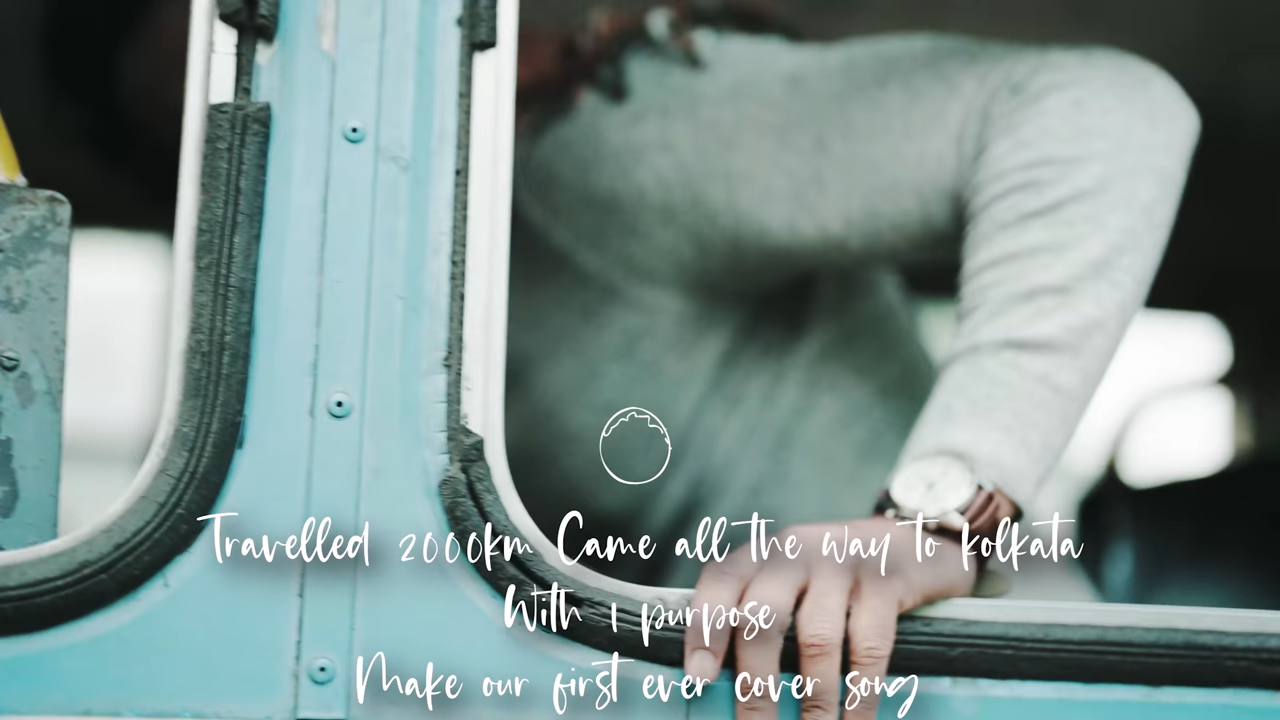 Travelled 2000km Came all the way to kolkata
With 1 purpose
Make our first ever cover song